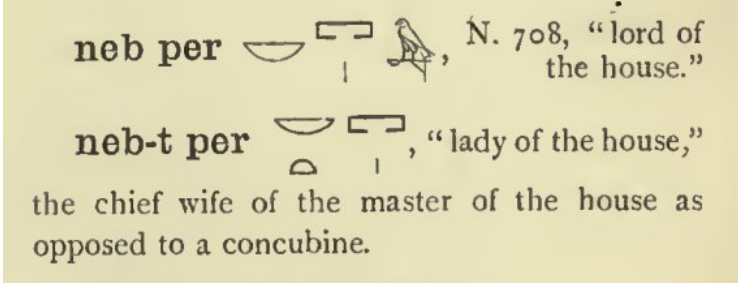 neb per 𓎟 𓉐 𓏤 𓅆, N. 708, “lord of
the house.”
neb-t per 𓎟 𓏏 𓉐 𓏤, “lady of the house,”
the chief wife of the master of the house as
opposed to a concubine.